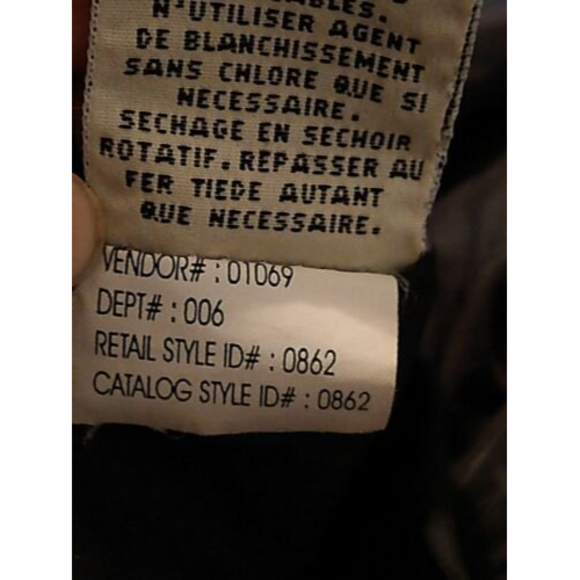 ABLES.
N'UTILISER AGENT
DE BLANCHISSEMENT
SANS CHLORE QUE SI
NECESSAIRE.
SECHAGE EN SECHOIR
ROTATIF. REPASSER AU
FER TIEDE AUTANT
QUE NECESSAIRE.
VENDOR# : 01069
DEPT# : 006
RETAIL STYLE ID# : 0862
CATALOG STYLE ID# : 0862